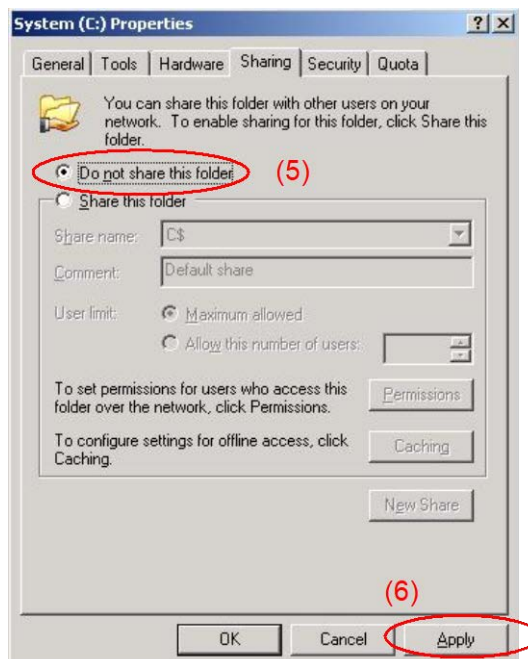 System (C:) Properties
General Tools Hardware Sharing Security Quota
You can share this folder with other users on your
network. To enable sharing for this folder, click Share this
folder.
Do not share this folder (5)
Share this folder
Share name: C$
Comment: Default share
User limit: Maximum allowed
Allow this number of users:
To set permissions for users who access this
folder over the network, click Permissions.
Permissions
To configure settings for offline access, click
Caching.
Caching
New Share
(6)
OK Cancel Apply